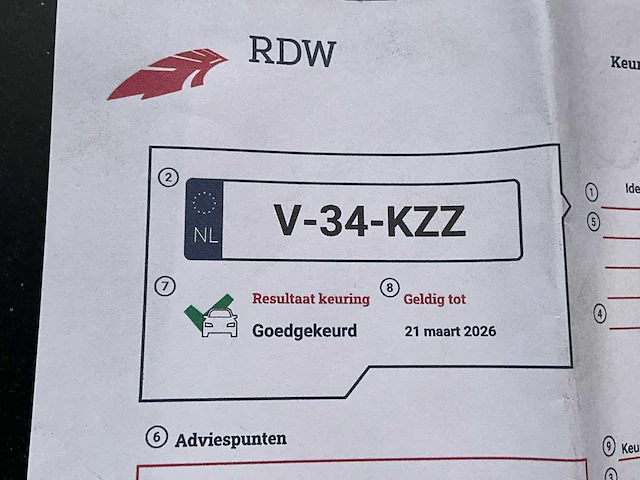 RDW
Keur
2
NL
V-34-KZZ
7
Resultaat keuring
Goedgekeurd
8
Geldig tot
21 maart 2026
6 Adviespunten
1 Ide
5
4
9 Keu
3